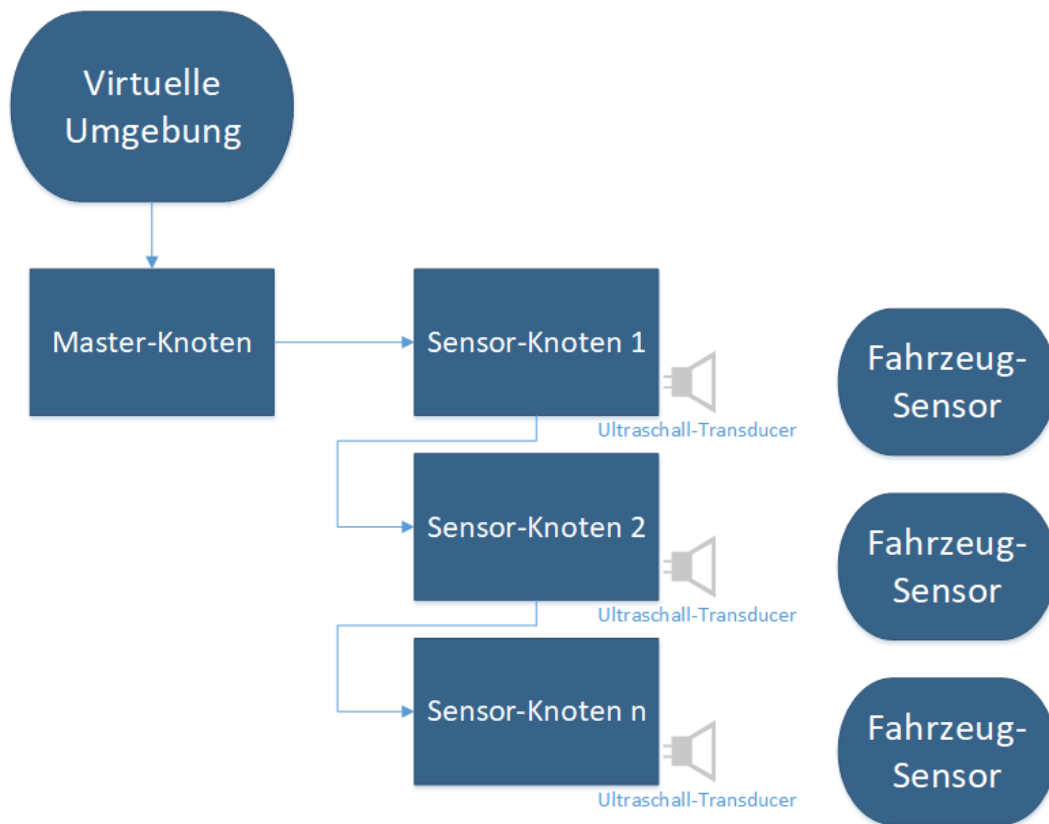 Virtuelle
Umgebung
Master-Knoten
Sensor-Knoten 1
Ultraschall-Transducer
Fahrzeug-
Sensor
Sensor-Knoten 2
Ultraschall-Transducer
Fahrzeug-
Sensor
Sensor-Knoten n
Ultraschall-Transducer
Fahrzeug-
Sensor